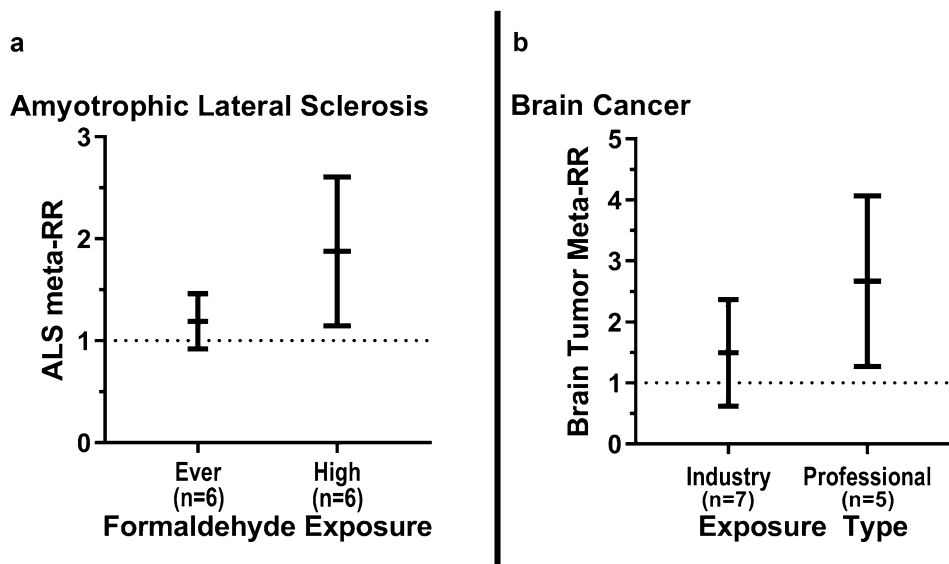 a
Amyotrophic Lateral Sclerosis
ALS meta-RR
3
2
1
0
Ever
(n=6)
High
(n=6)
Formaldehyde Exposure
b
Brain Cancer
Brain Tumor Meta-RR
5
4
3
2
1
0
Industry
(n=7)
Professional
(n=5)
Exposure Type